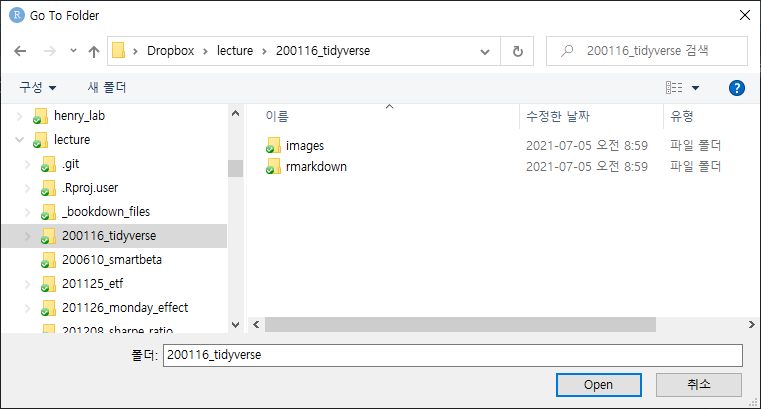 Go To Folder
Dropbox > lecture > 200116_tidyverse
200116_tidyverse 검색
구성
새 폴더
henry_lab
lecture
.git
.Rproj.user
_bookdown_files
200116_tidyverse
200610_smartbeta
201125_etf
201126_monday_effect
201208_sharpe_ratio
이름 수정한 날짜 유형
images 2021-07-05 오전 8:59 파일 폴더
rmarkdown 2021-07-05 오전 8:59 파일 폴더
폴더: 200116_tidyverse
Open 취소